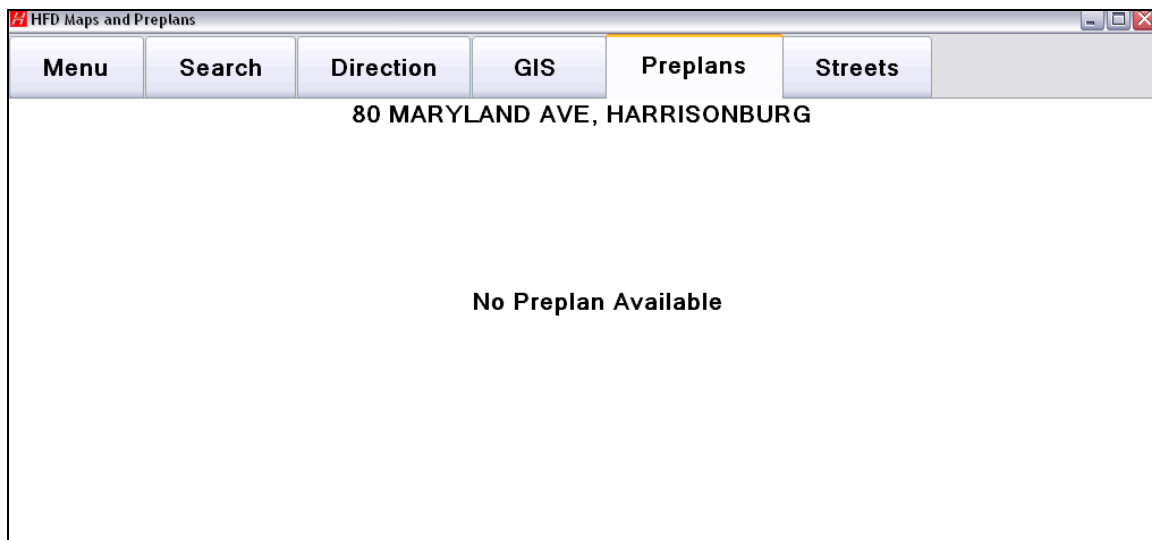 HFD Maps and Preplans
Menu Search Direction GIS Preplans Streets
80 MARYLAND AVE, HARRISONBURG
No Preplan Available